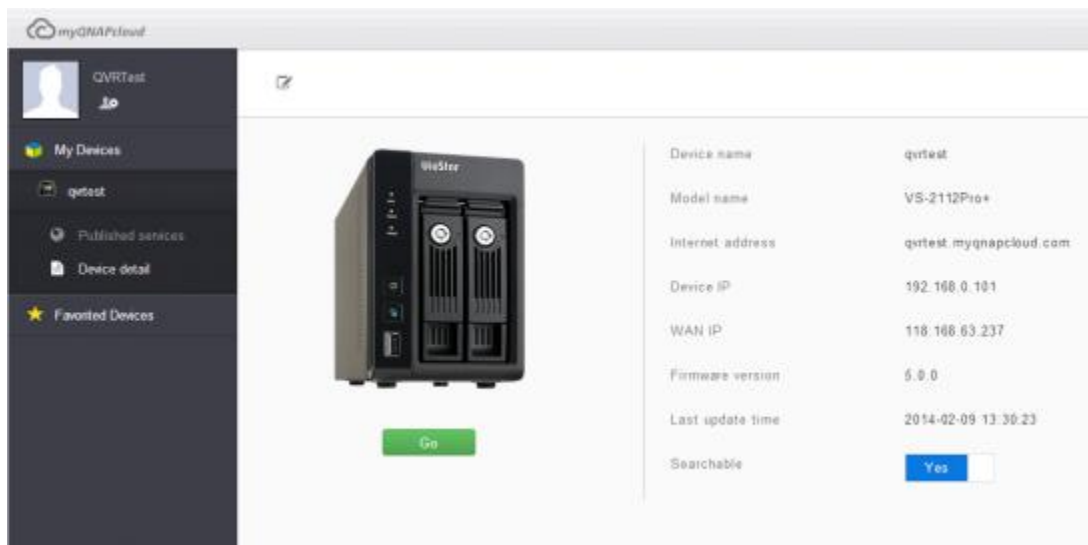 myQNAPcloud
QVRTest
My Devices
qvrtest
Published services
Device detail
Favorited Devices
VioStor
Go
Device name qvrtest
Model name VS-2112Pro+
Internet address qvrtest.myqnapcloud.com
Device IP 192.168.0.101
WAN IP 118.168.63.237
Firmware version 5.0.0
Last update time 2014-02-09 13:30:23
Searchable Yes